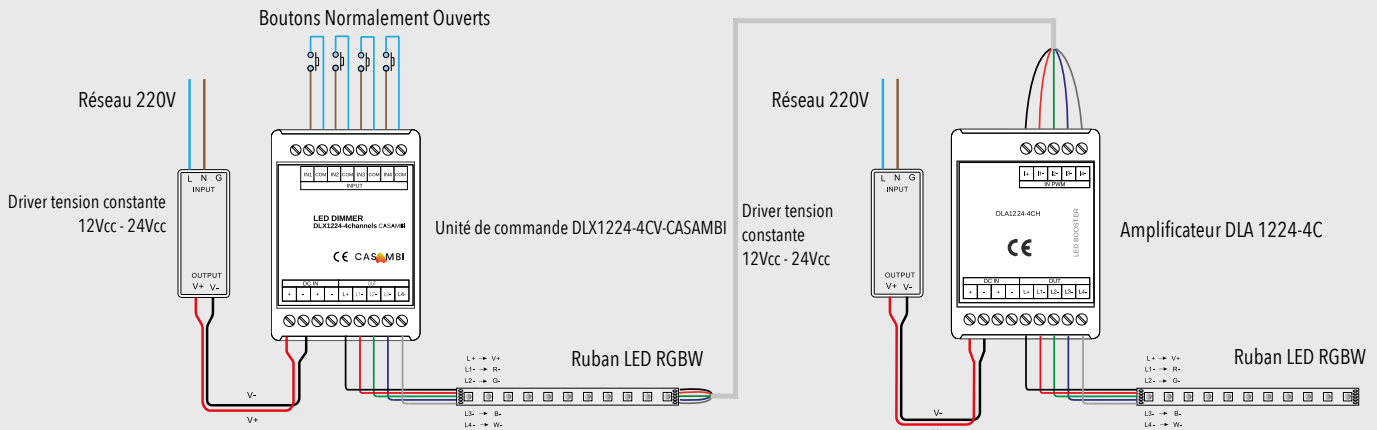 Boutons Normalement Ouverts
Réseau 220V
L N G
INPUT
Driver tension constante
12Vcc - 24Vcc
OUTPUT
V+ V-
V-
V+
IN1 COM IN2 COM IN3 COM IN4 COM
INPUT
LED DIMMER
DLX1224-4channels CASAMBI
CE CASAMBI
DC IN OUT
+ - + - L+ L1- L2- L3- L4-
Unité de commande DLX1224-4CV-CASAMBI
Ruban LED RGBW
L+ → V+
L1- → R-
L2- → G-
L3- → B-
L4- → W-
Réseau 220V
L N G
INPUT
Driver tension
constante
12Vcc - 24Vcc
OUTPUT
V+ V-
V-
I+ I1- I2- I3- I4-
IN PWM
DLA1224-4CH
LED BOOSTER
CE
DC IN OUT
+ - + - L+ L1- L2- L3- L4-
Amplificateur DLA 1224-4C
Ruban LED RGBW
L+ → V+
L1- → R-
L2- → G-
L3- → B-
L4- → W-